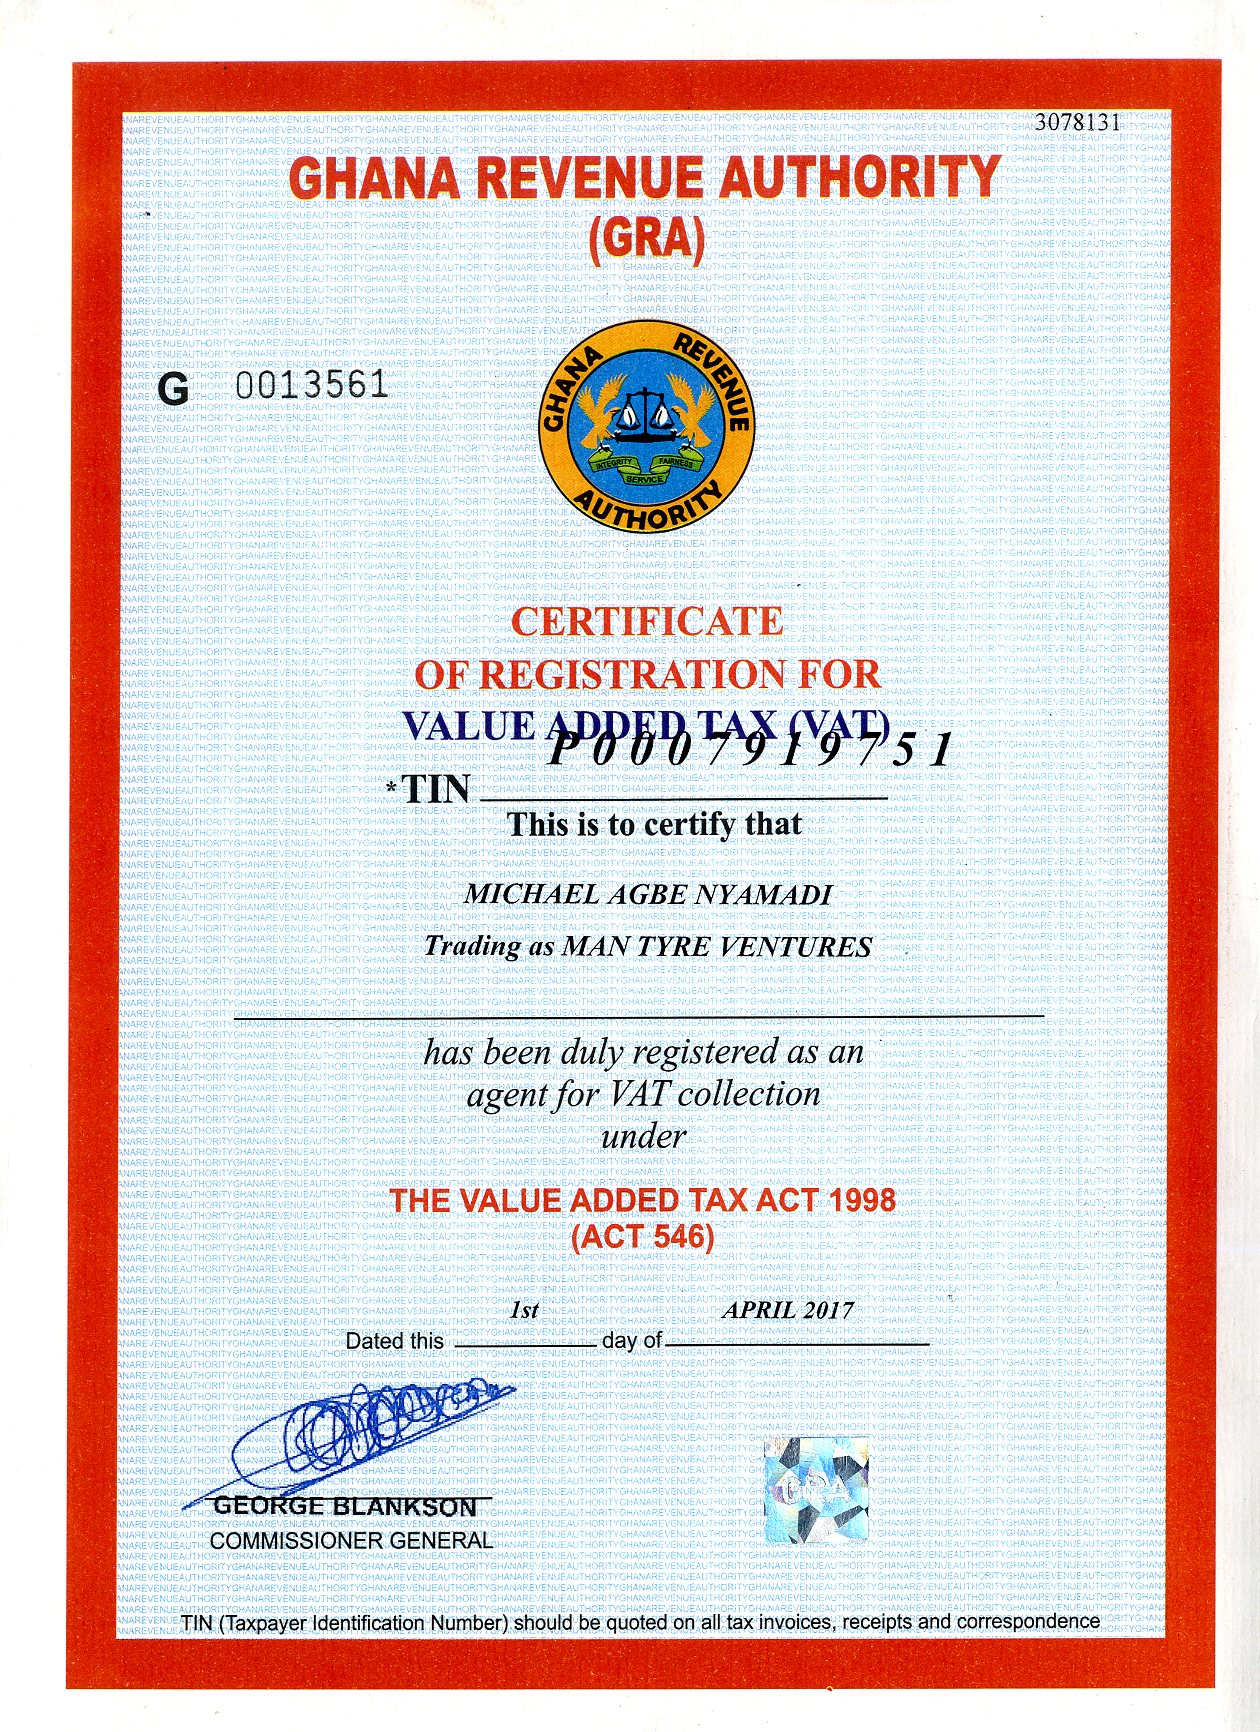 3078131
GHANA REVENUE AUTHORITY
(GRA)
G 0013561
GHANA REVENUE AUTHORITY
INTEGRITY FAIRNESS
SERVICE
CERTIFICATE
OF REGISTRATION FOR
VALUE ADDED TAX (VAT)
P0007919751
*TIN
This is to certify that
MICHAEL AGBE NYAMADI
Trading as MAN TYRE VENTURES
has been duly registered as an
agent for VAT collection
under
THE VALUE ADDED TAX ACT 1998
(ACT 546)
1st APRIL 2017
Dated this day of
GEORGE BLANKSON
COMMISSIONER GENERAL
TIN (Taxpayer Identification Number) should be quoted on all tax invoices, receipts and correspondence